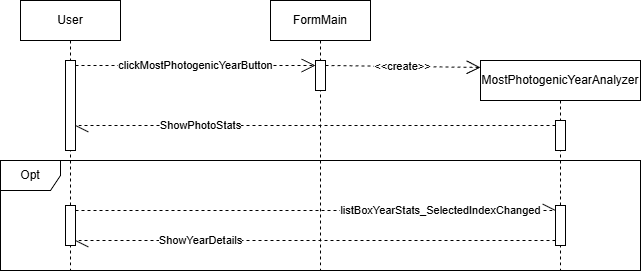 User
FormMain
clickMostPhotogenicYearButton
<<create>>
MostPhotogenicYearAnalyzer
ShowPhotoStats
Opt
listBoxYearStats_SelectedIndexChanged
ShowYearDetails